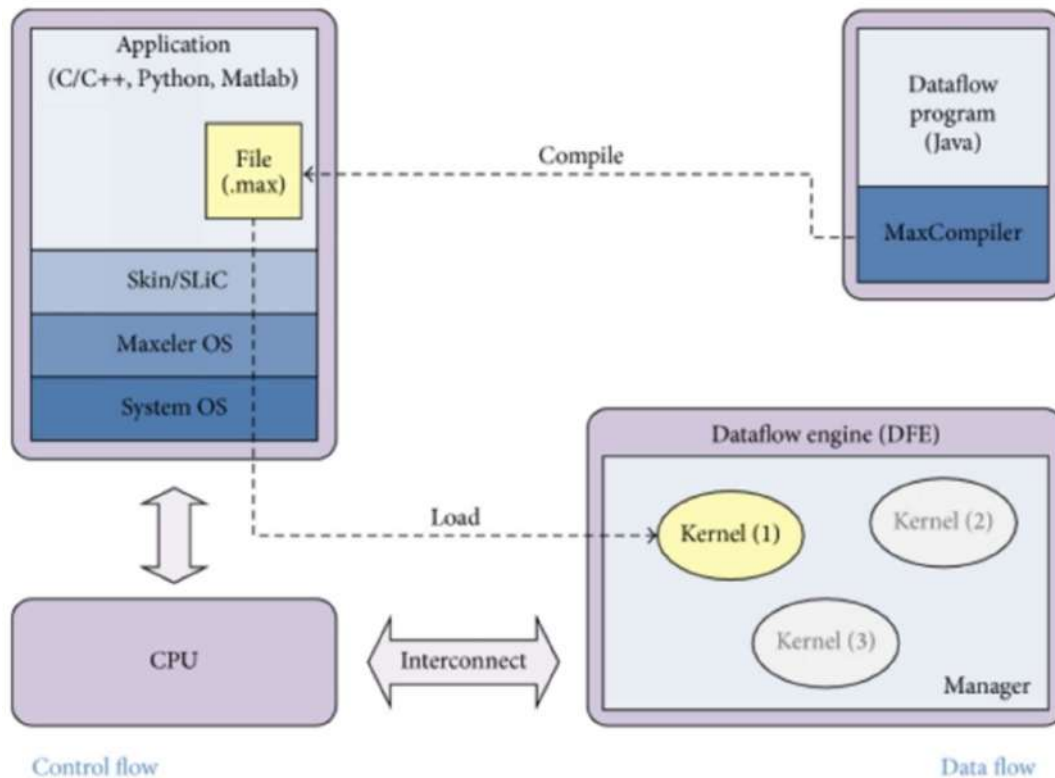 Application
(C/C++, Python, Matlab)
File
(.max)
Skin/SLiC
Maxeler OS
System OS
Compile
Dataflow
program
(Java)
MaxCompiler
Load
Dataflow engine (DFE)
Kernel (1)
Kernel (2)
Kernel (3)
Manager
CPU
Interconnect
Control flow
Data flow